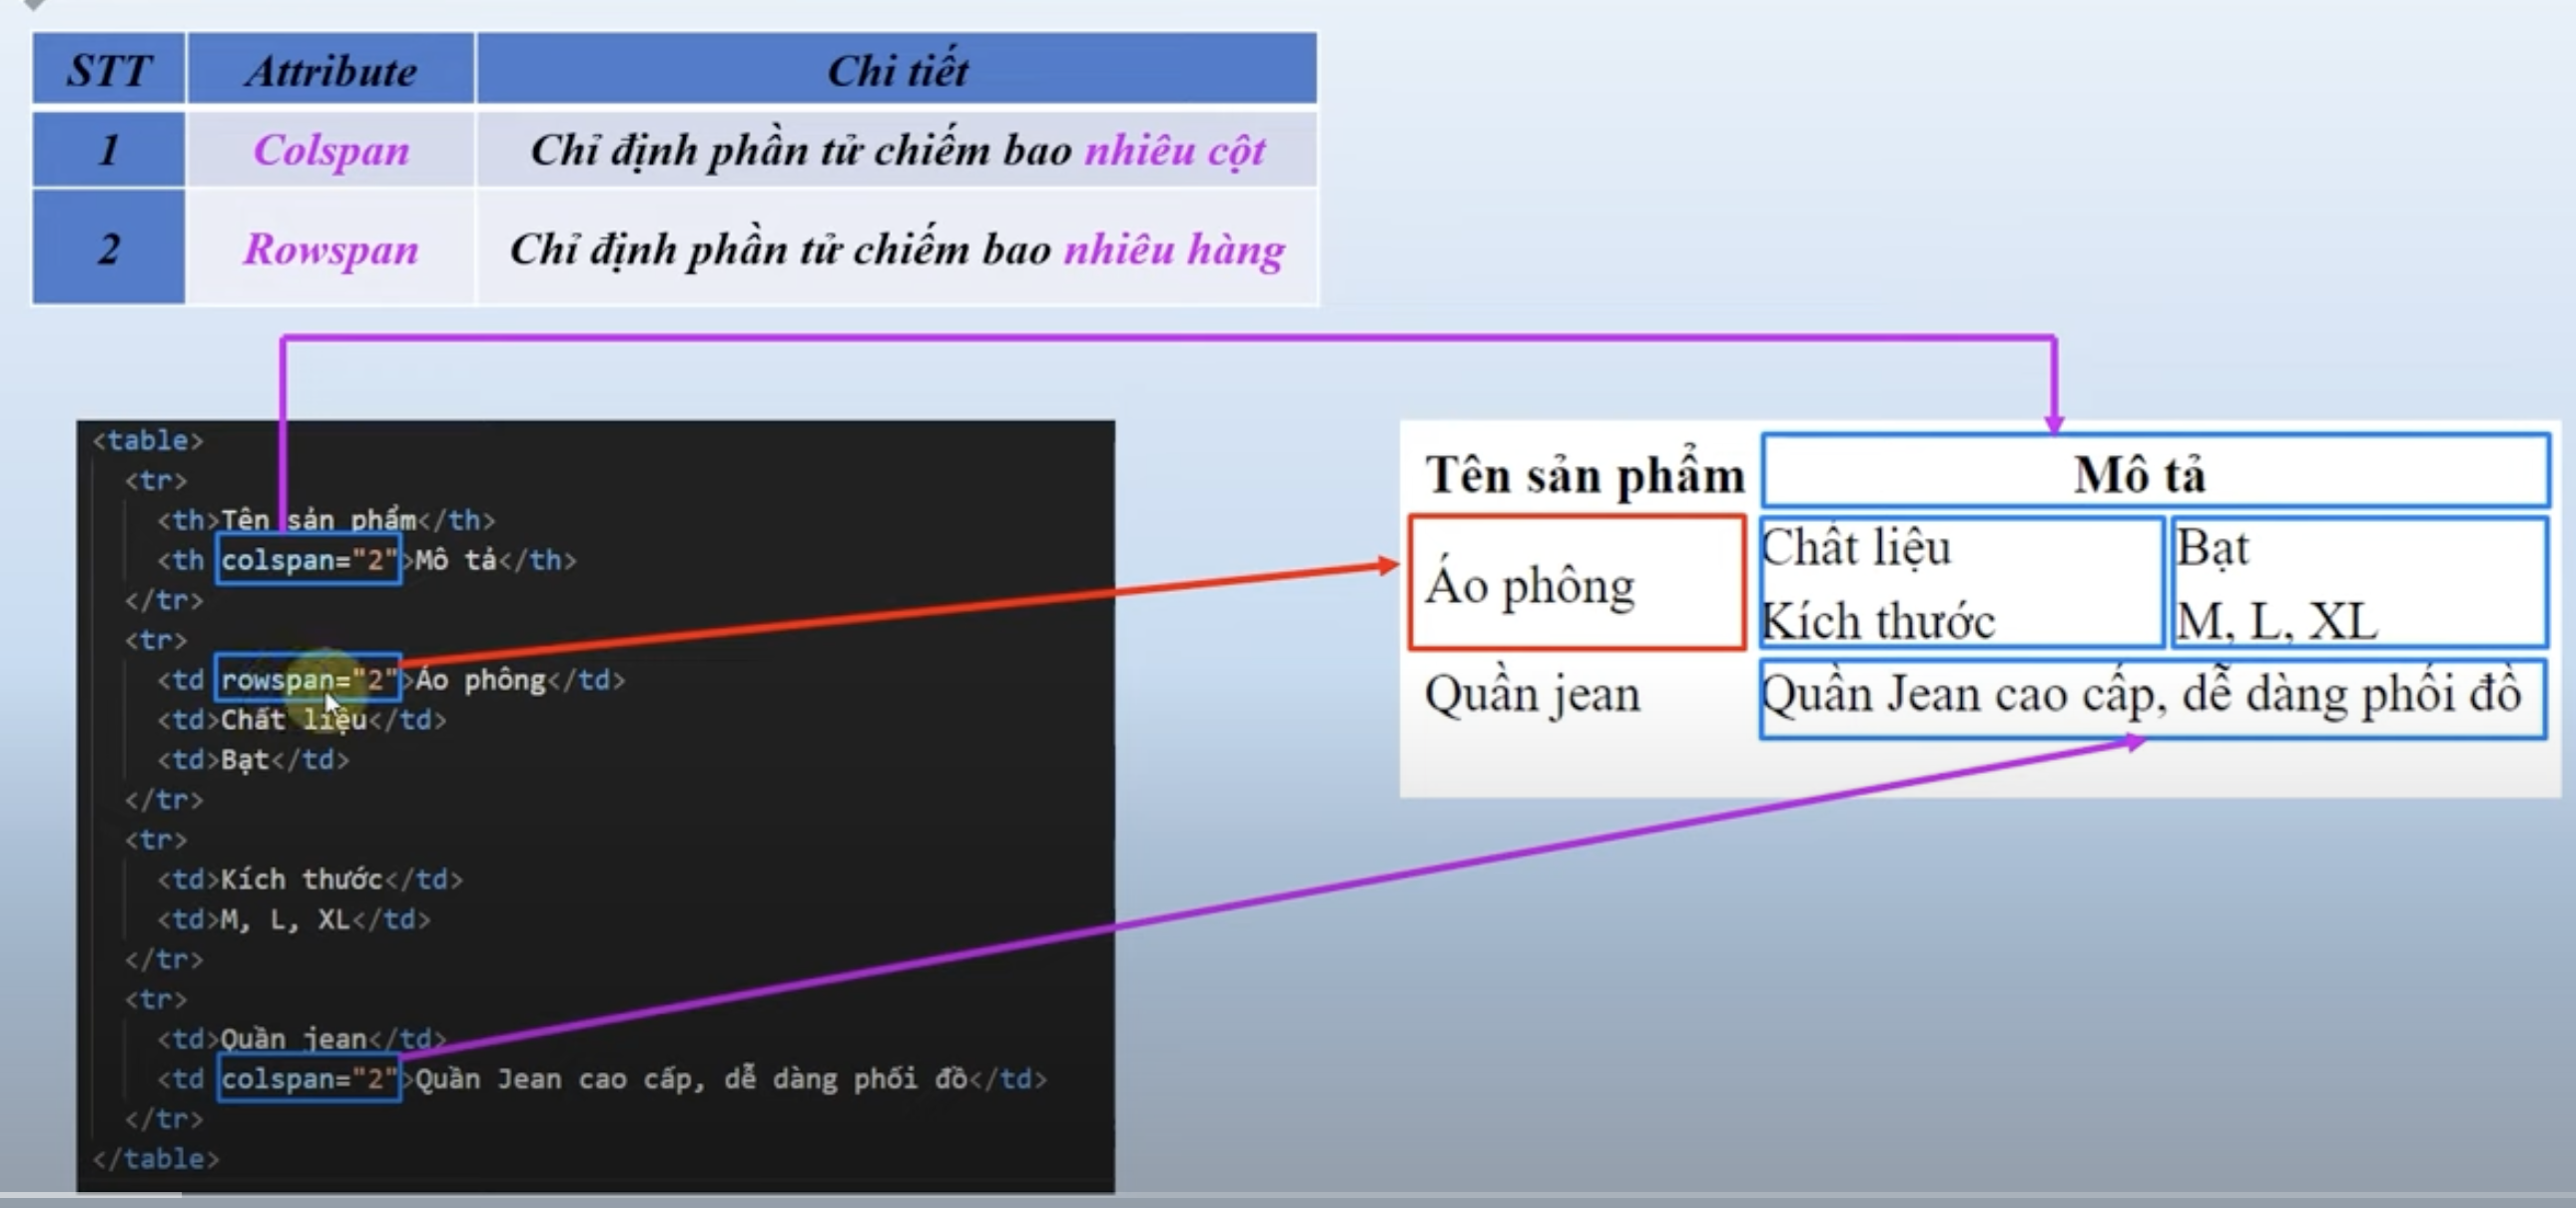 STT Attribute Chi tiết
1 Colspan Chỉ định phần tử chiếm bao nhiêu cột
2 Rowspan Chỉ định phần tử chiếm bao nhiêu hàng
<table>
<tr>
<th>Tên sản phẩm</th>
<th colspan="2">Mô tả</th>
</tr>
<tr>
<td rowspan="2">Áo phông</td>
<td>Chất liệu</td>
<td>Bạt</td>
</tr>
<tr>
<td>Kích thước</td>
<td>M, L, XL</td>
</tr>
<tr>
<td>Quần jean</td>
<td colspan="2">Quần Jean cao cấp, dễ dàng phối đồ</td>
</tr>
</table>
Tên sản phẩm Mô tả
Áo phông
Chất liệu Bạt
Kích thước M, L, XL
Quần jean Quần Jean cao cấp, dễ dàng phối đồ